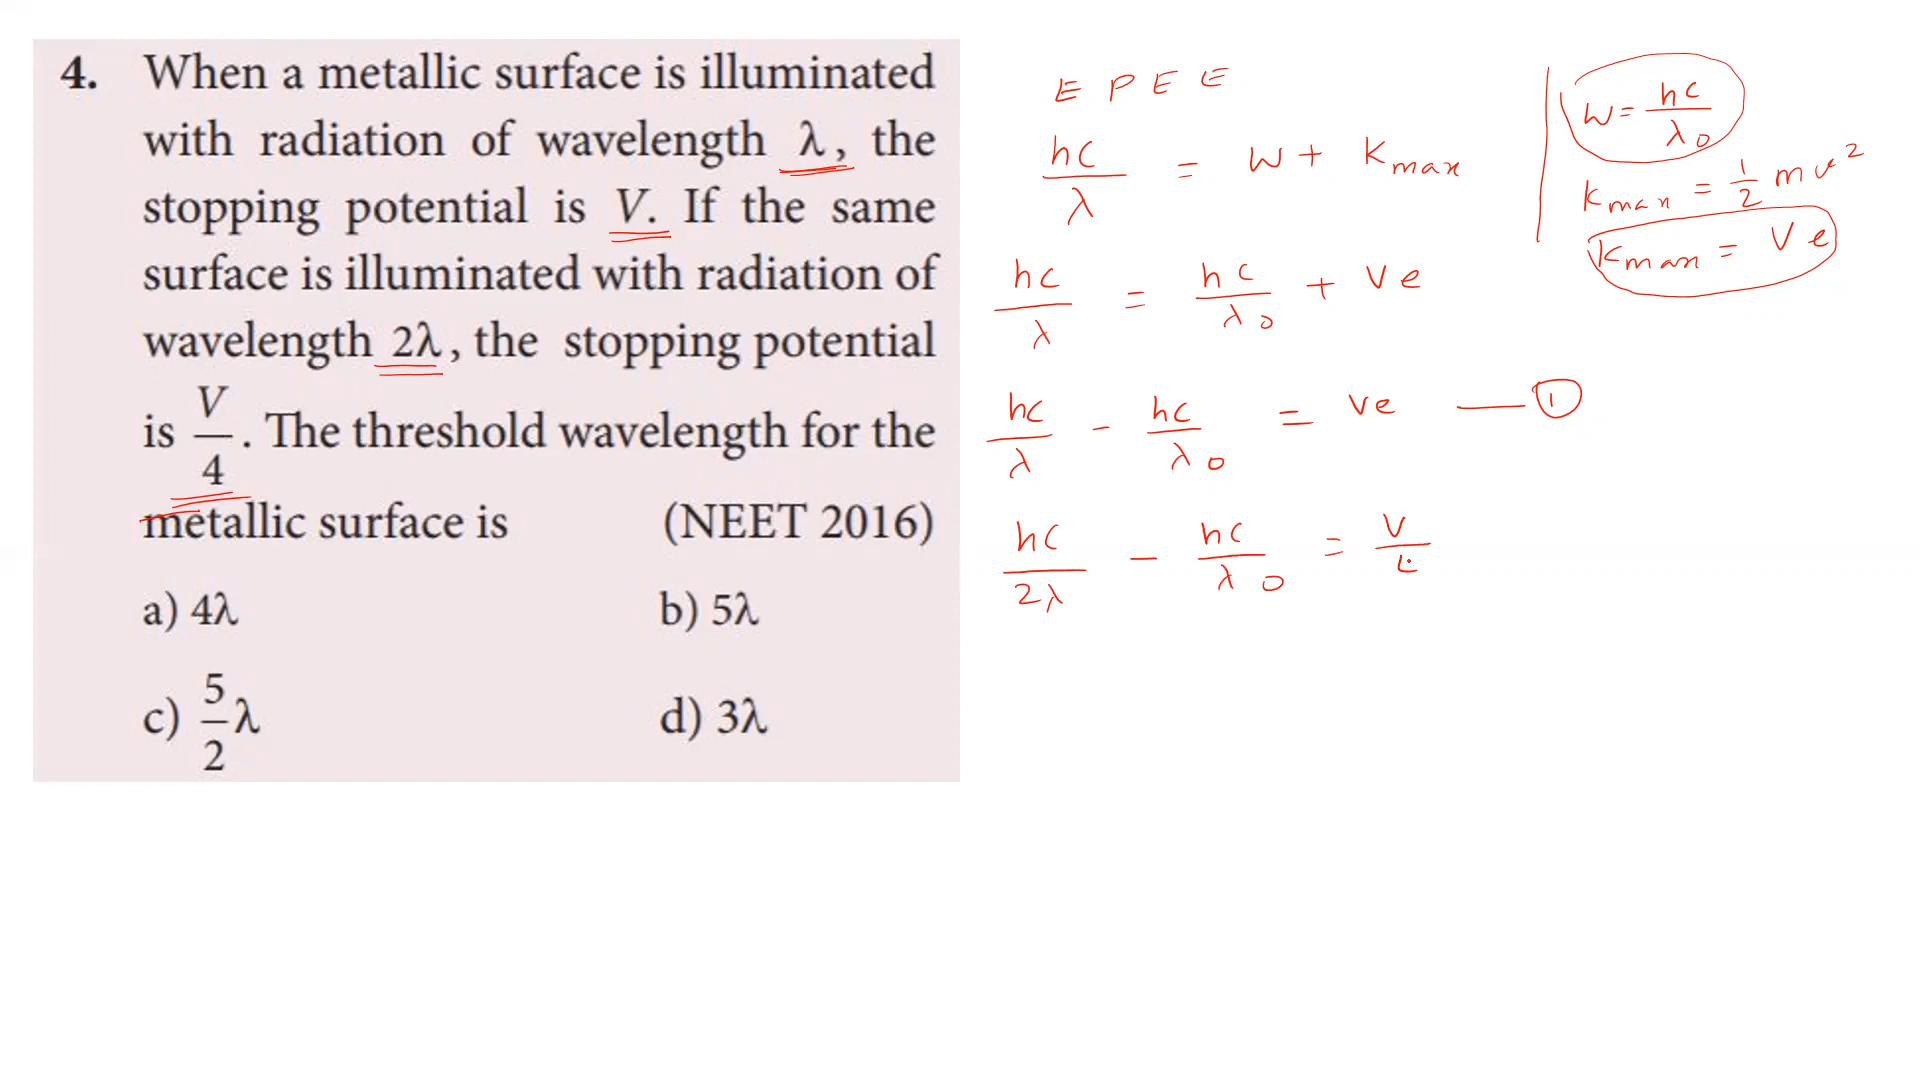 4. When a metallic surface is illuminated
with radiation of wavelength λ, the
stopping potential is V. If the same
surface is illuminated with radiation of
wavelength 2λ, the stopping potential
is V/4. The threshold wavelength for the
metallic surface is (NEET 2016)
a) 4λ b) 5λ
c) 5/2 λ d) 3λ
E P E E
hc/λ = W + Kmax
hc/λ = hc/λ0 + Ve
hc/λ - hc/λ0 = Ve — 1
hc/2λ - hc/λ0 = V/
W = hc/λ0
Kmax = 1/2 mv²
Kmax = Ve